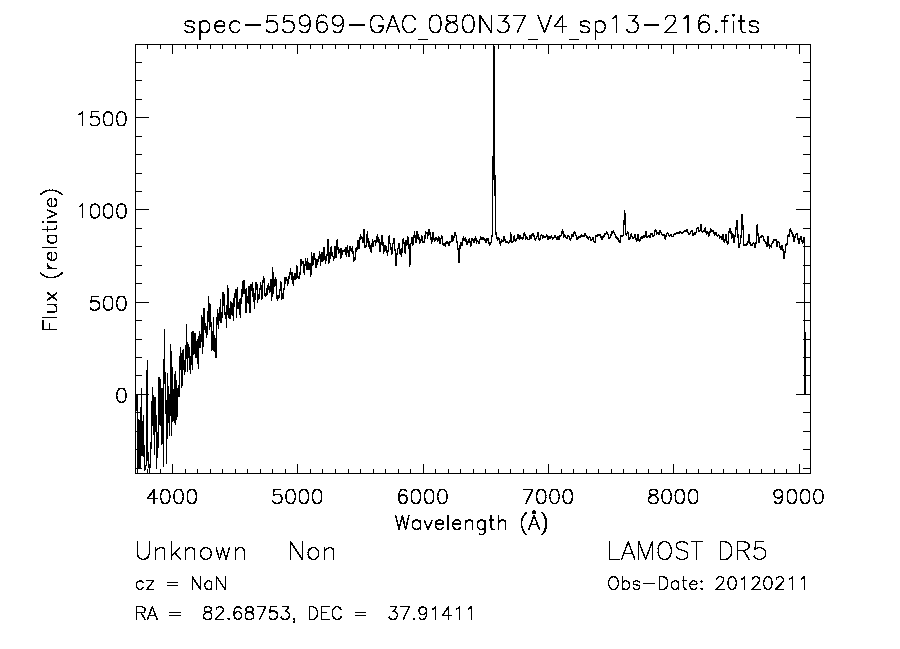 spec-55969-GAC_080N37_V4_sp13-216.fits
1500
1000
500
0
Flux (relative)
4000 5000 6000 7000 8000 9000
Wavelength (Å)
Unknown Non LAMOST DR5
cz = NaN Obs-Date: 20120211
RA = 82.68753, DEC = 37.91411